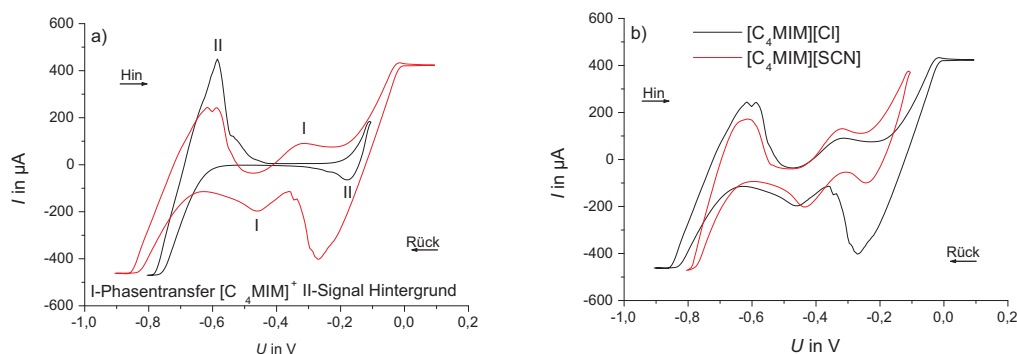 a)
600
400
200
0
-200
-400
-600
I in µA
Hin
II
I
I
II
Rück
I-Phasentransfer [C4MIM]+ II-Signal Hintergrund
-1,0 -0,8 -0,6 -0,4 -0,2 0,0 0,2
U in V
b)
600
400
200
0
-200
-400
-600
I in µA
[C4MIM][Cl]
[C4MIM][SCN]
Hin
Rück
-1,0 -0,8 -0,6 -0,4 -0,2 0,0 0,2
U in V